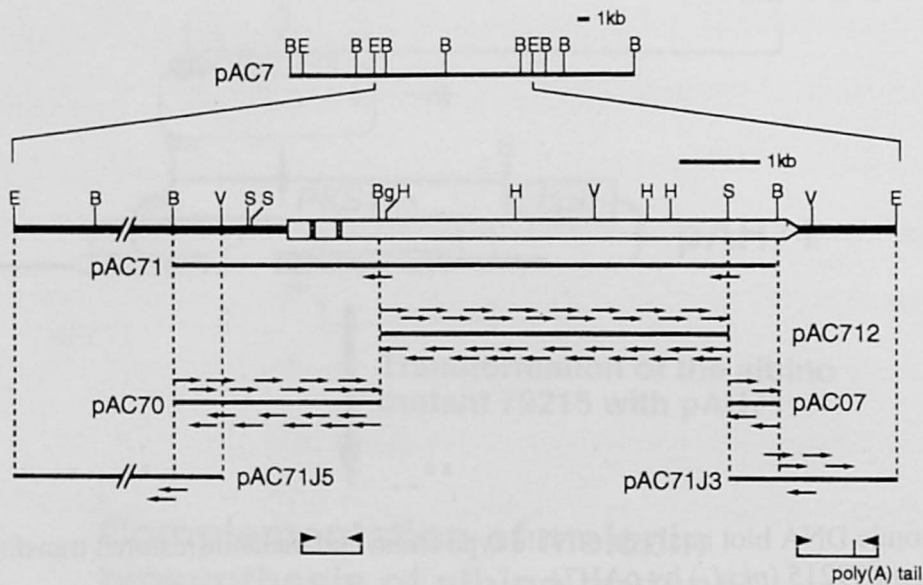 1kb
B E B E B B B E B B B
pAC7
1kb
E B B V S S Bg H H V H H S B V E
pAC71
pAC712
pAC70 pAC07
pAC71J5 pAC71J3
poly(A) tail